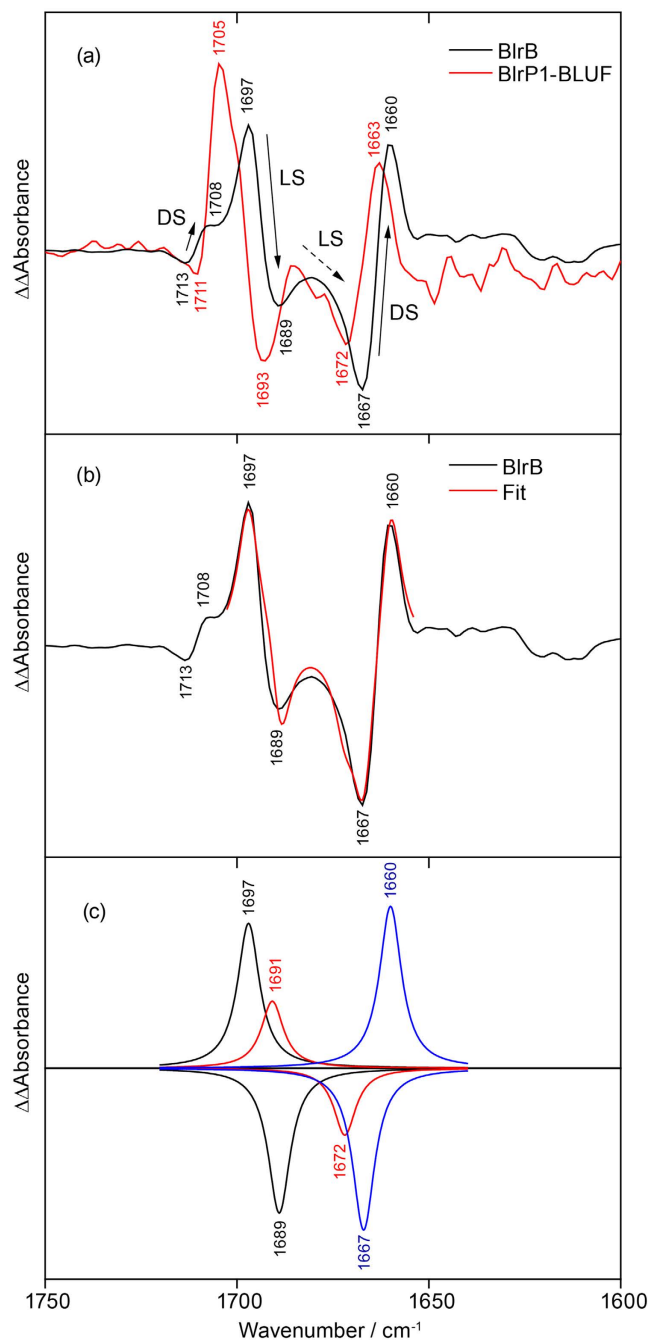 (a)
BlrB
BlrP1-BLUF
1705
1697
1663
1660
1708
DS
LS
LS
DS
1713
1711
1689
1693
1672
1667
ΔΔAbsorbance
(b)
BlrB
Fit
1697
1660
1708
1713
1689
1667
ΔΔAbsorbance
(c)
1697
1660
1691
1672
1689
1667
ΔΔAbsorbance
1750 1700 1650 1600
Wavenumber / cm⁻¹